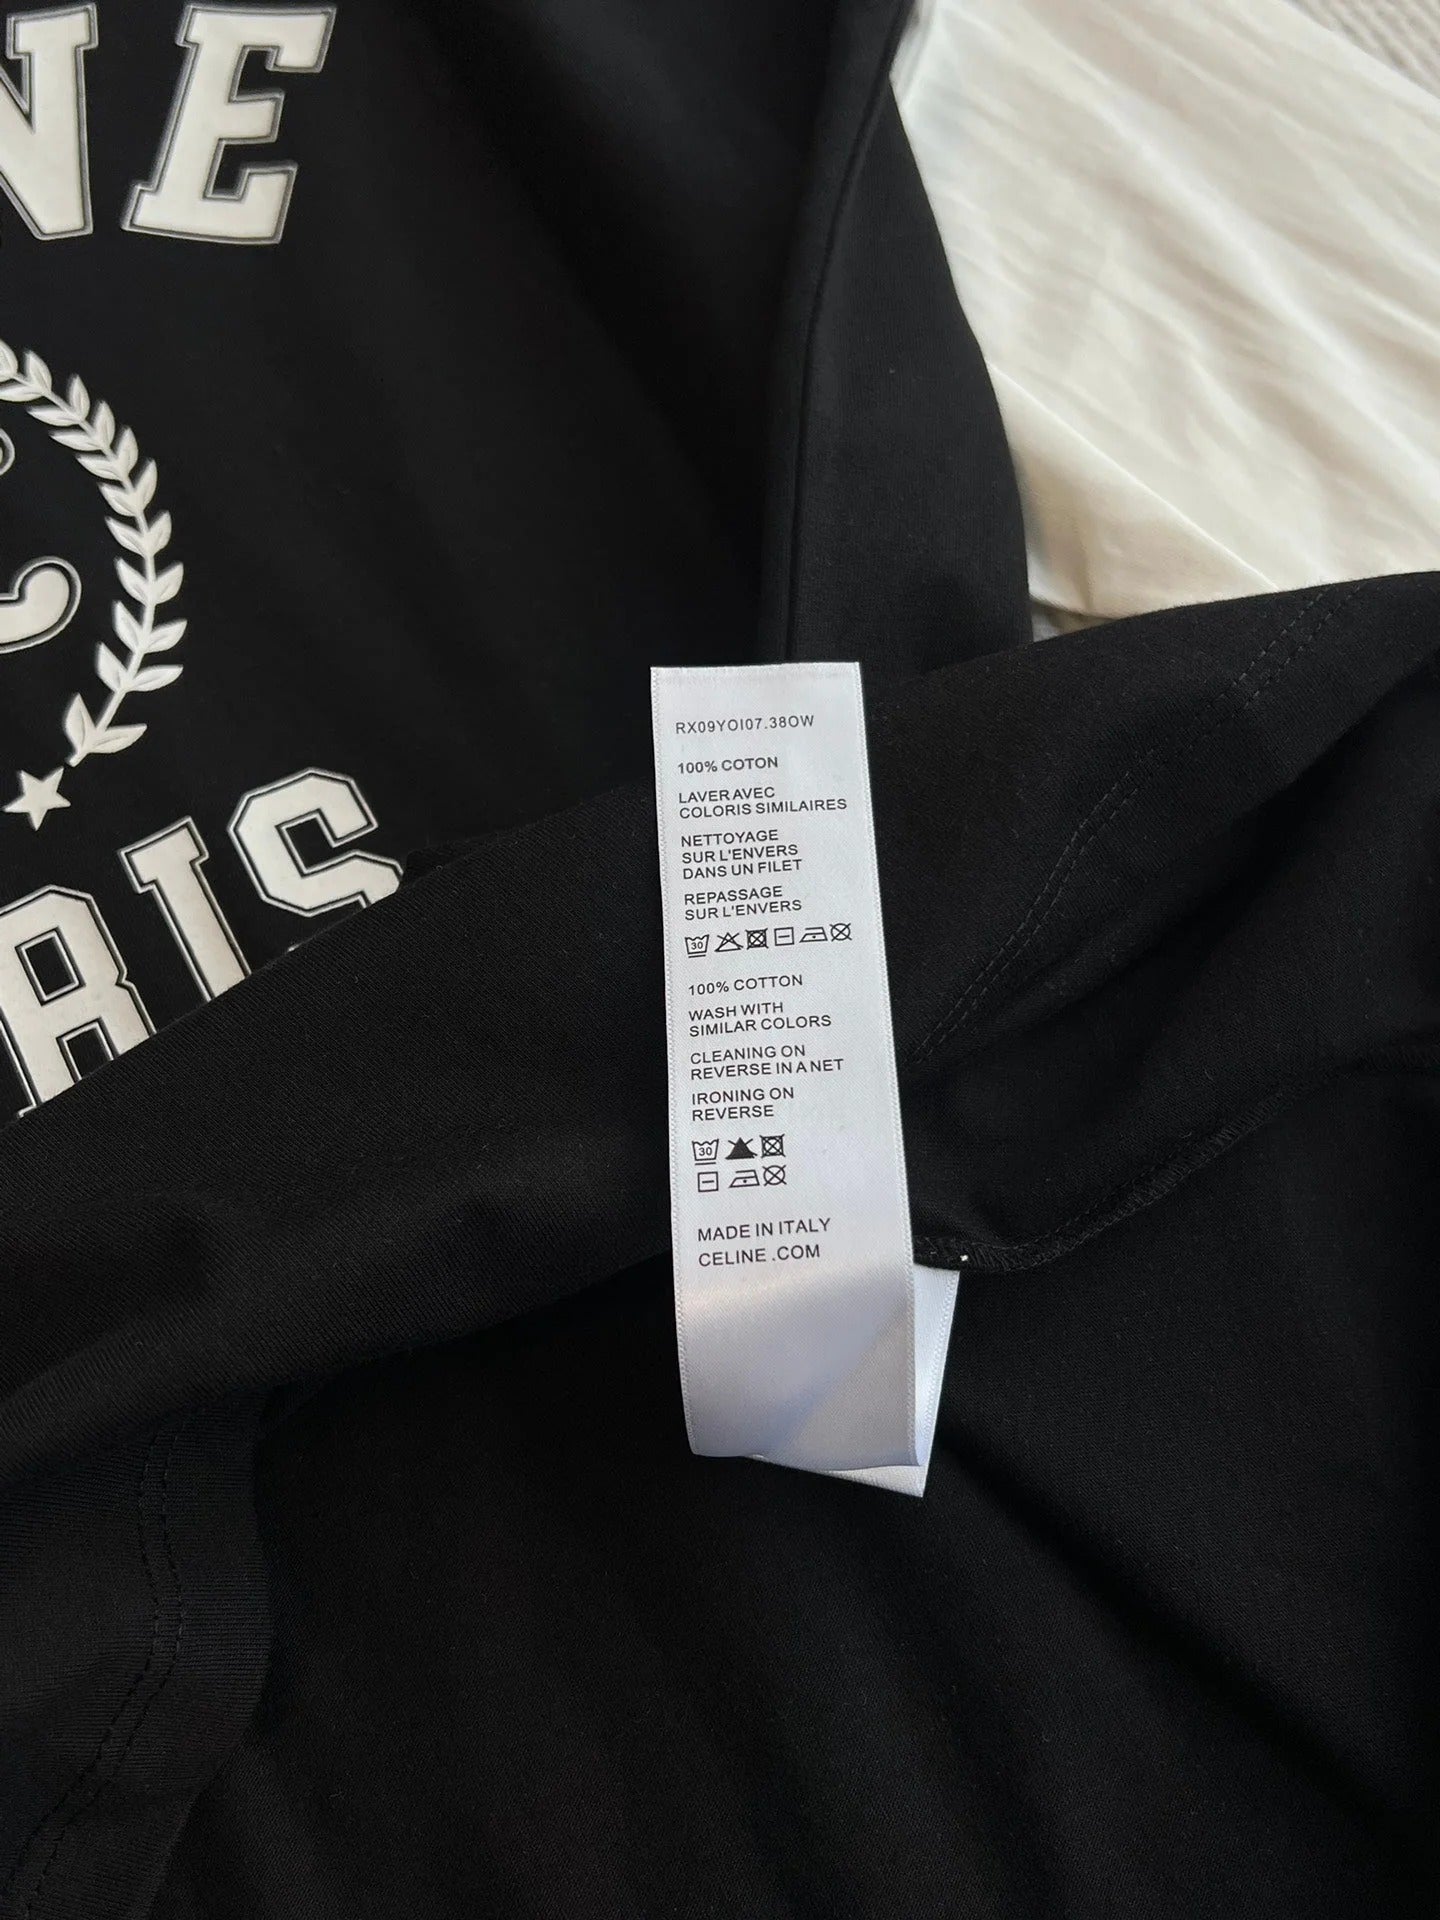 NE
RIS
RX09YOI07.38OW
100% COTON
LAVER AVEC
COLORIS SIMILAIRES
NETTOYAGE
SUR L'ENVERS
DANS UN FILET
REPASSAGE
SUR L'ENVERS
30
100% COTTON
WASH WITH
SIMILAR COLORS
CLEANING ON
REVERSE IN A NET
IRONING ON
REVERSE
30
MADE IN ITALY
CELINE .COM